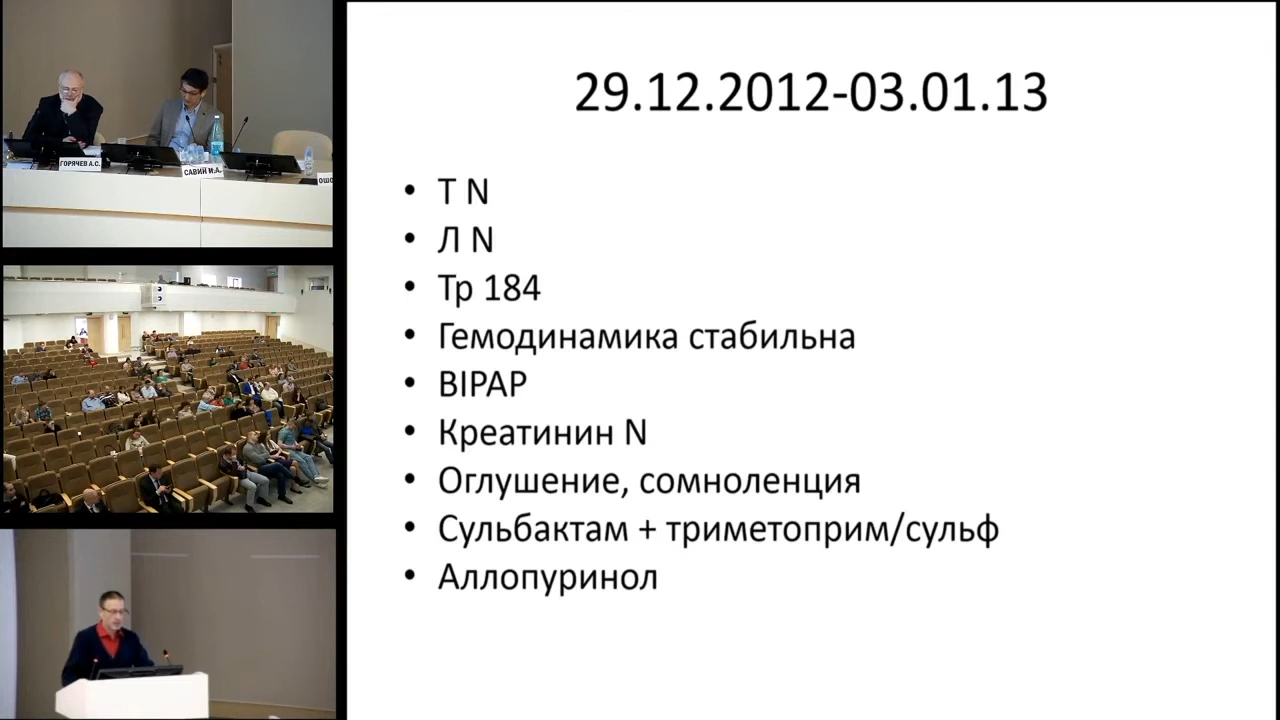 ГОРЯЧЕВ А.С.
САВИН И.А.
ОШО
29.12.2012-03.01.13
• Т N
• Л N
• Тр 184
• Гемодинамика стабильна
• BIPAP
• Креатинин N
• Оглушение, сомноленция
• Сульбактам + триметоприм/сульф
• Аллопуринол